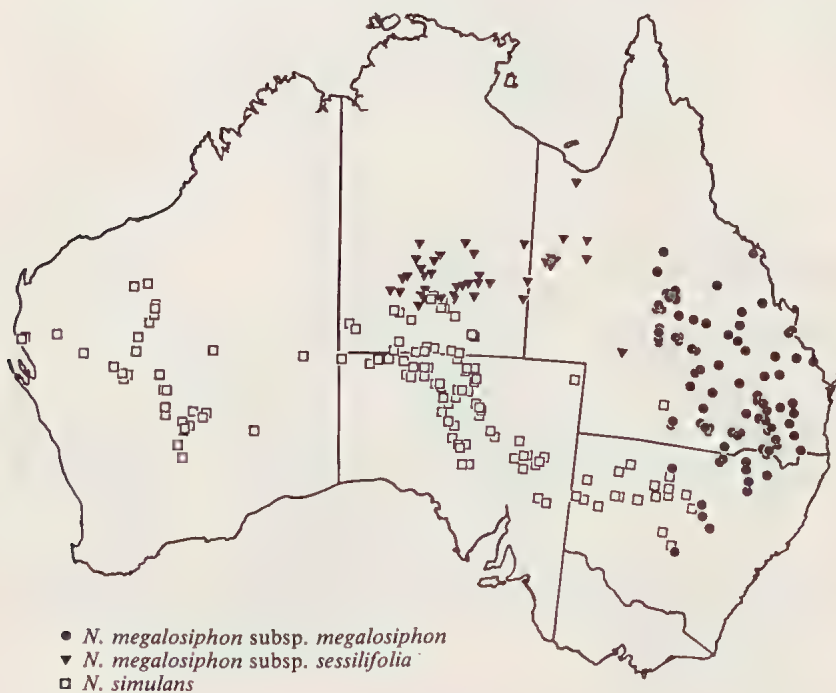 ● N. megalosiphon subsp. megalosiphon
▼ N. megalosiphon subsp. sessilifolia
□ N. simulans